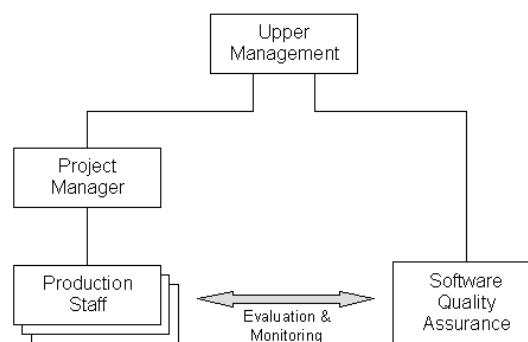 Upper
Management
Project
Manager
Production
Staff
Evaluation &
Monitoring
Software
Quality
Assurance